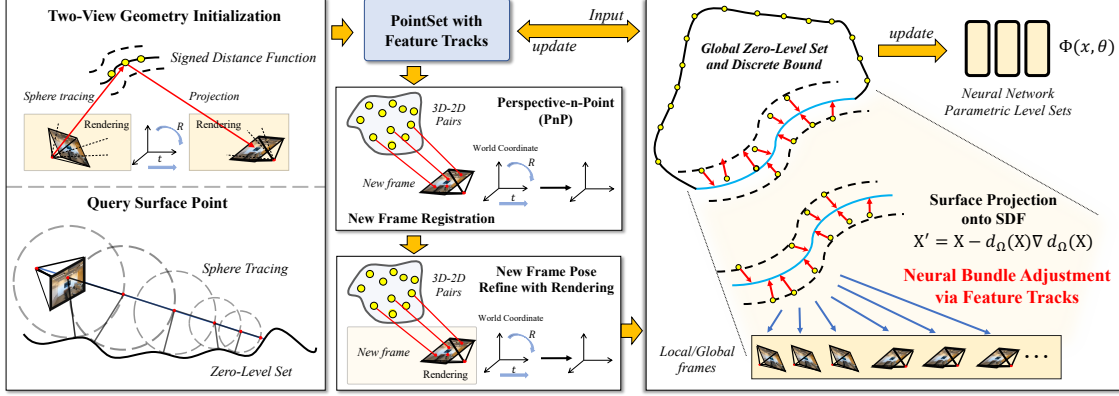 Two-View Geometry Initialization
Signed Distance Function
Sphere tracing
Projection
Rendering
R
t
Rendering
Query Surface Point
Sphere Tracing
Zero-Level Set
PointSet with
Feature Tracks
Input
update
3D-2D
Pairs
Perspective-n-Point
(PnP)
World Coordinate
R
t
New frame
New Frame Registration
3D-2D
Pairs
New Frame Pose
Refine with Rendering
World Coordinate
R
t
New frame
Rendering
Global Zero-Level Set
and Discrete Bound
update
Φ(x, θ)
Neural Network
Parametric Level Sets
Surface Projection
onto SDF
X′ = X − d_Ω(X)∇ d_Ω(X)
Neural Bundle Adjustment
via Feature Tracks
Local/Global
frames
···